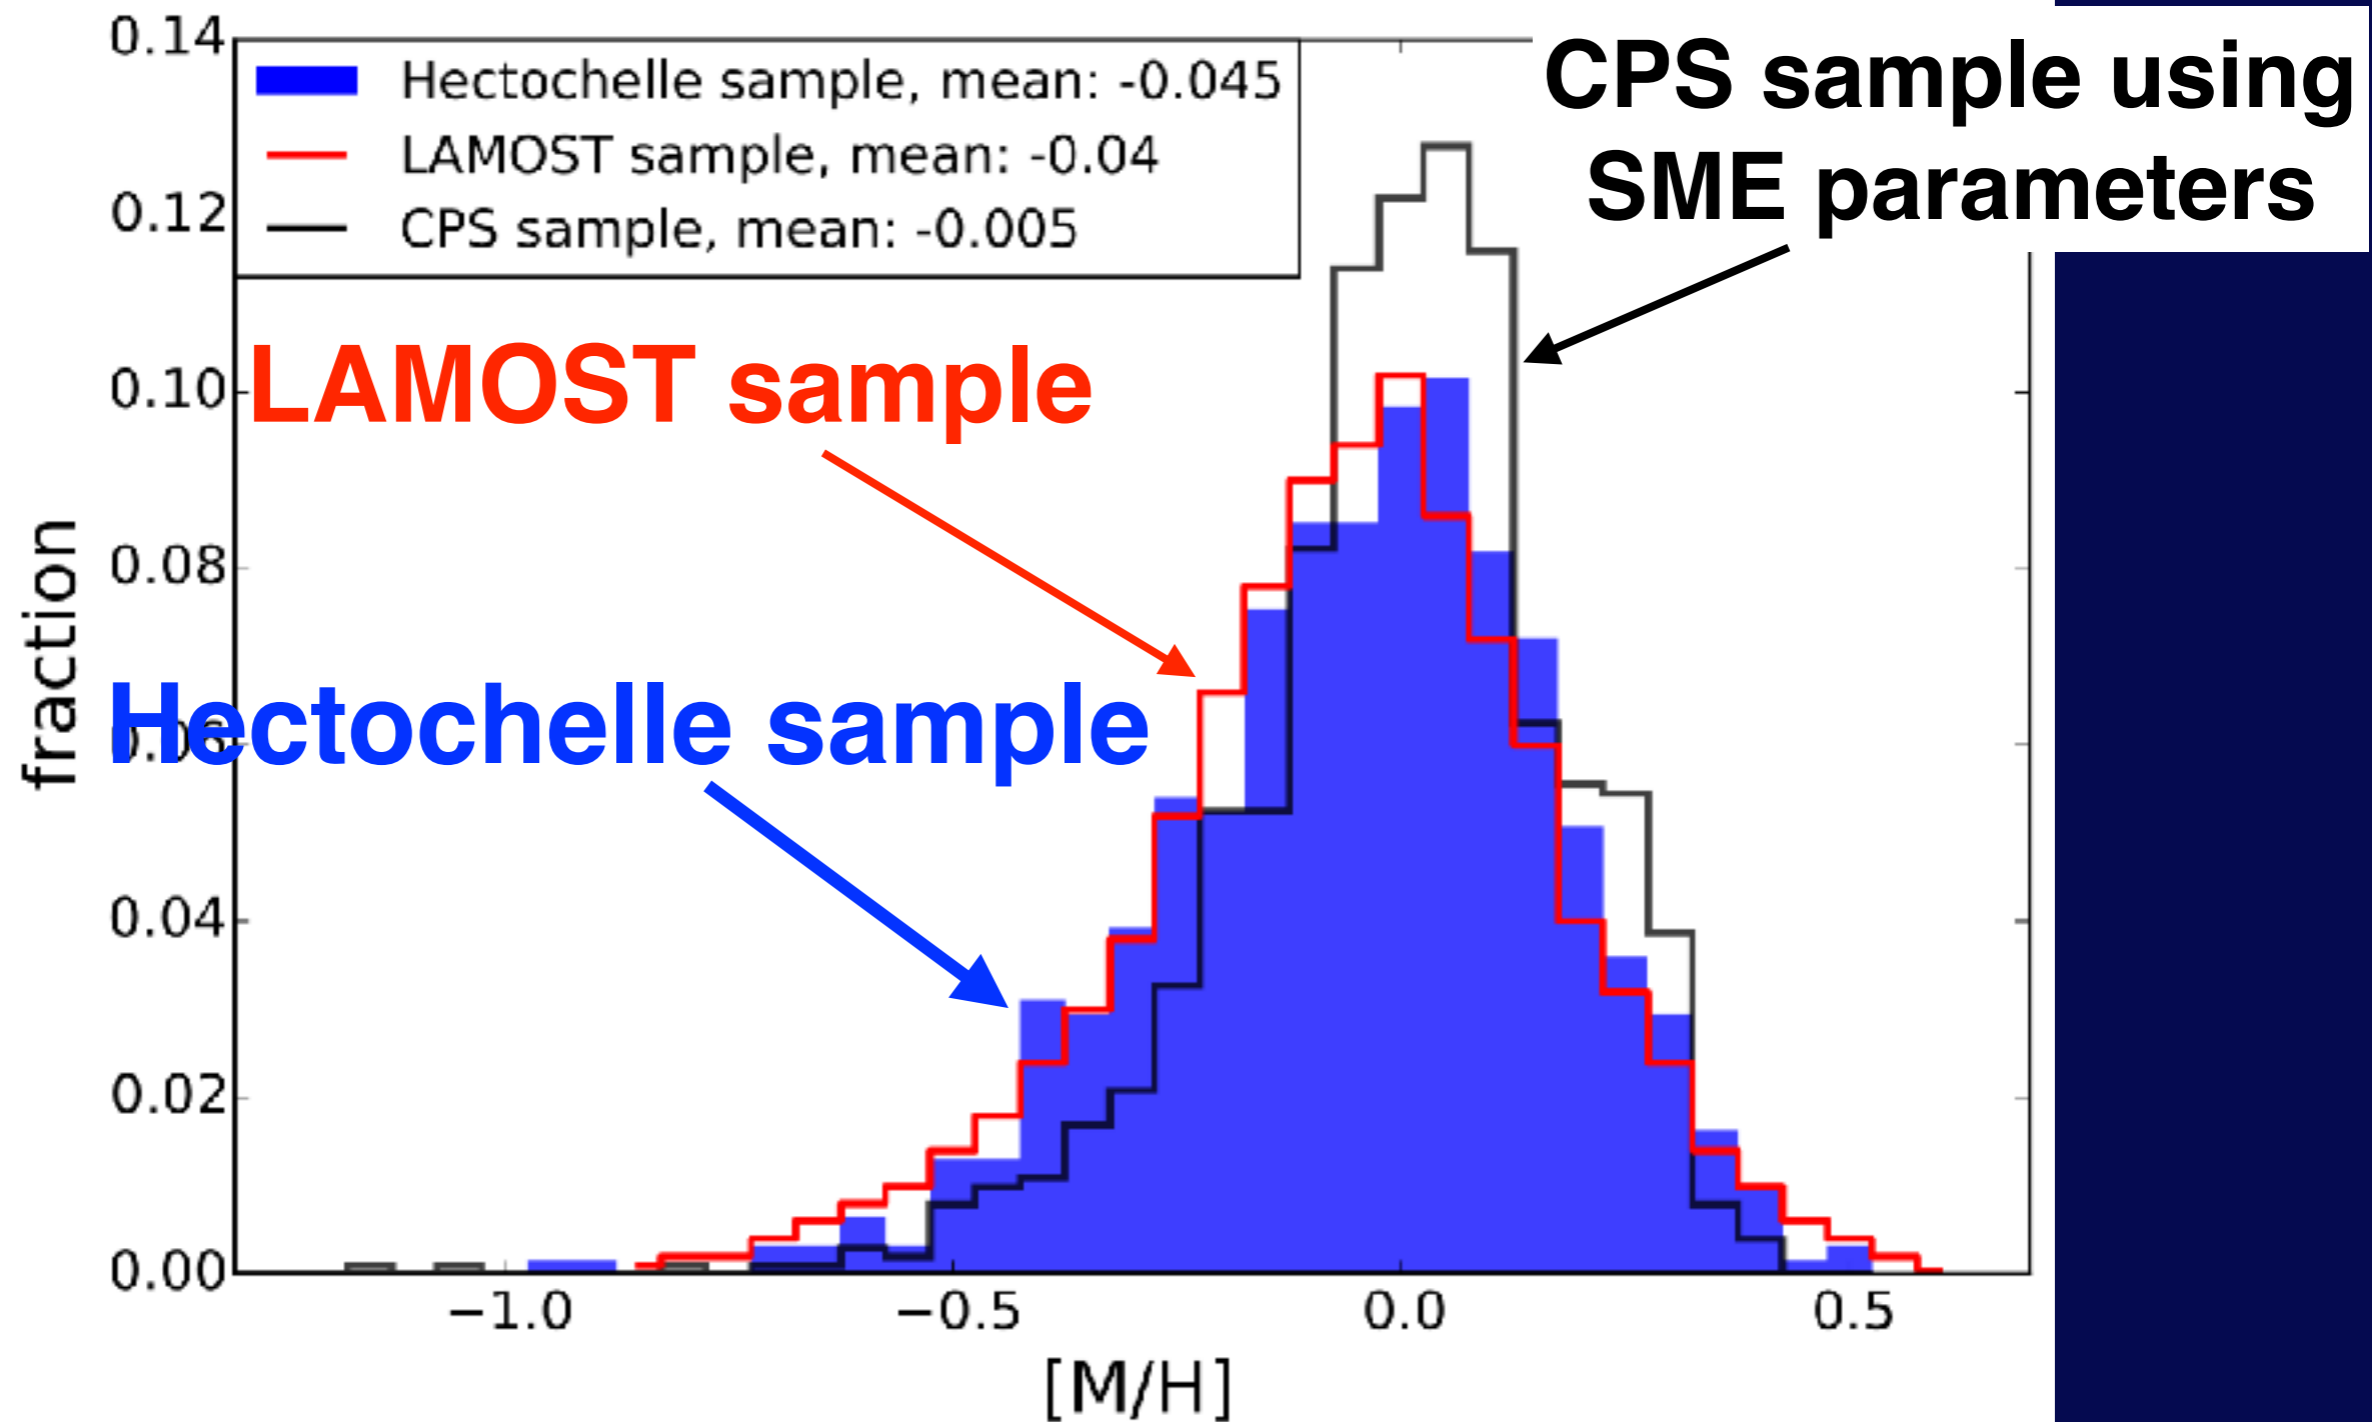 0.14
Hectochelle sample, mean: -0.045
LAMOST sample, mean: -0.04
CPS sample, mean: -0.005
CPS sample using
SME parameters
0.12
LAMOST sample
0.10
0.08
Hectochelle sample
0.06
0.04
0.02
0.00
fraction
−1.0
−0.5
0.0
0.5
[M/H]